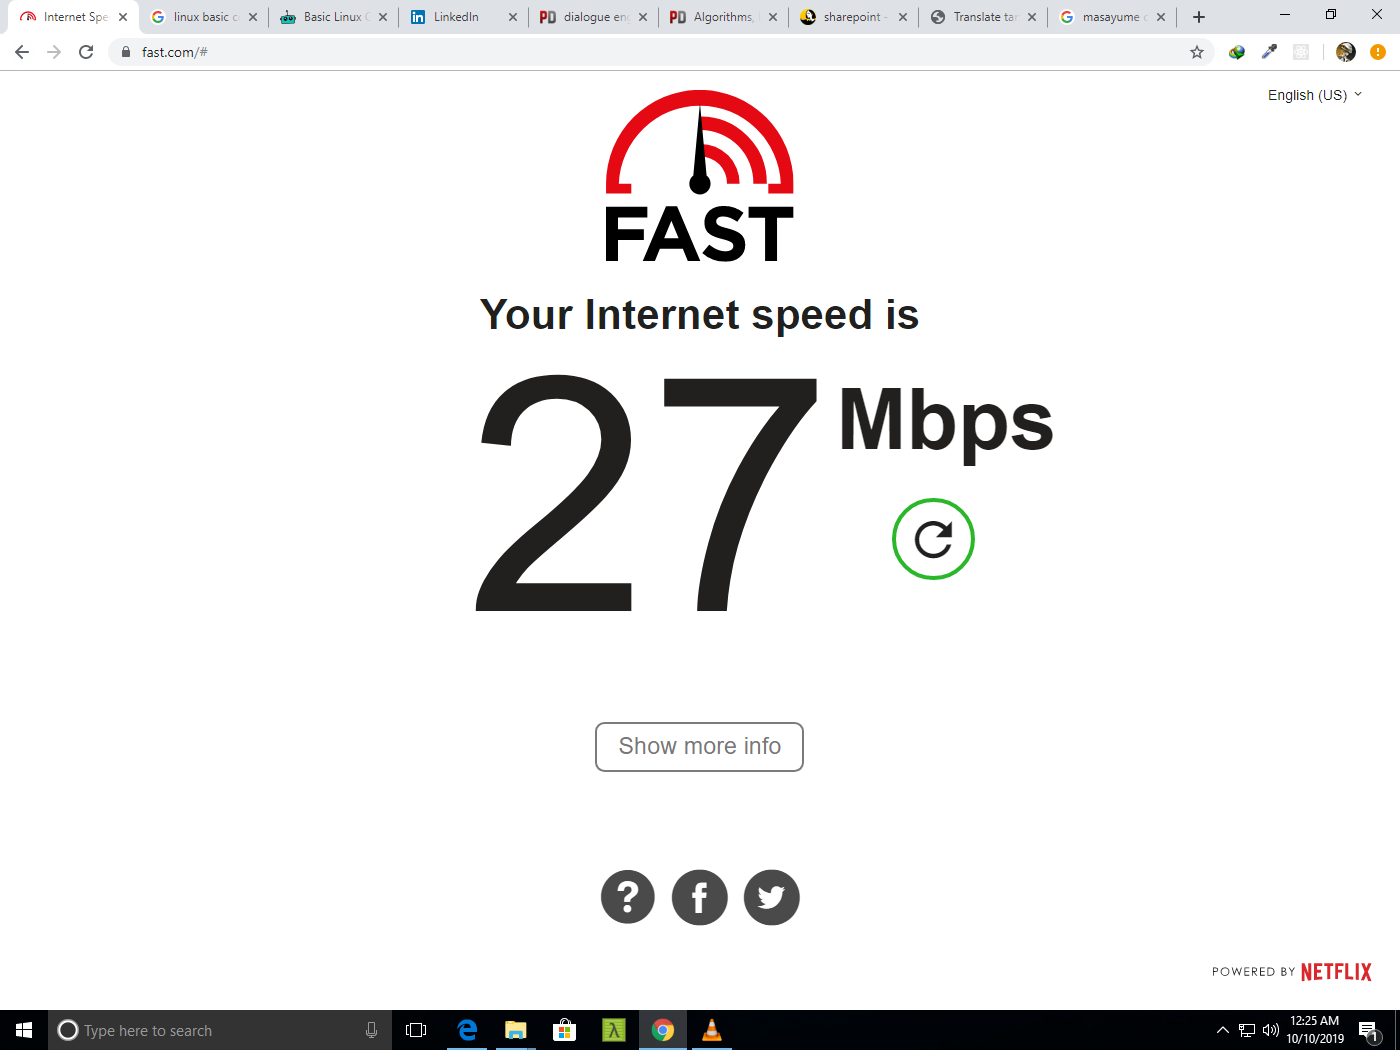 Internet Spe
linux basic c
Basic Linux C
LinkedIn
dialogue en
Algorithms,
sharepoint -
Translate tar
masayume c
fast.com/#
English (US)
FAST
Your Internet speed is
27 Mbps
Show more info
POWERED BY NETFLIX
Type here to search
12:25 AM
10/10/2019
1